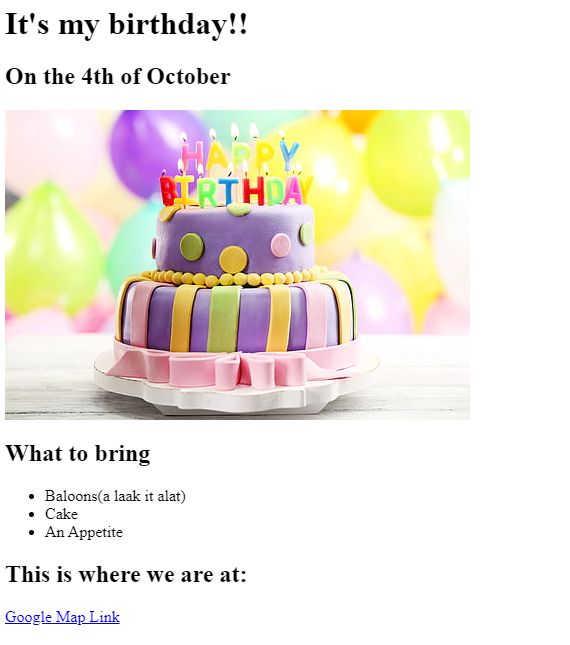 It's my birthday!!
On the 4th of October
HAPPY
BIRTHDAY
What to bring
Baloons(a laak it alat)
Cake
An Appetite
This is where we are at:
Google Map Link